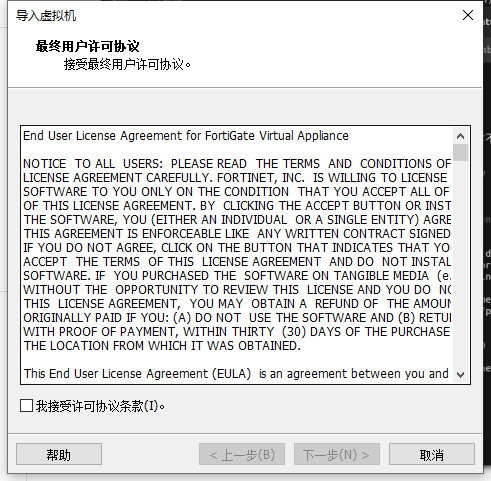 导入虚拟机
最终用户许可协议
接受最终用户许可协议。
End User License Agreement for FortiGate Virtual Appliance
NOTICE TO ALL USERS: PLEASE READ THE TERMS AND CONDITIONS OF
LICENSE AGREEMENT CAREFULLY. FORTINET, INC. IS WILLING TO LICENSE
SOFTWARE TO YOU ONLY ON THE CONDITION THAT YOU ACCEPT ALL OF
OF THIS LICENSE AGREEMENT. BY CLICKING THE ACCEPT BUTTON OR INST
THE SOFTWARE, YOU (EITHER AN INDIVIDUAL OR A SINGLE ENTITY) AGRE
THIS AGREEMENT IS ENFORCEABLE LIKE ANY WRITTEN CONTRACT SIGNED
IF YOU DO NOT AGREE, CLICK ON THE BUTTON THAT INDICATES THAT YO
ACCEPT THE TERMS OF THIS LICENSE AGREEMENT AND DO NOT INSTAL
SOFTWARE. IF YOU PURCHASED THE SOFTWARE ON TANGIBLE MEDIA (e.
WITHOUT THE OPPORTUNITY TO REVIEW THIS LICENSE AND YOU DO NO
THIS LICENSE AGREEMENT, YOU MAY OBTAIN A REFUND OF THE AMOUN
ORIGINALLY PAID IF YOU: (A) DO NOT USE THE SOFTWARE AND (B) RETU
WITH PROOF OF PAYMENT, WITHIN THIRTY (30) DAYS OF THE PURCHASE
THE LOCATION FROM WHICH IT WAS OBTAINED.
This End User License Agreement (EULA) is an agreement between you and
我接受许可协议条款(I)。
帮助
< 上一步(B)
下一步(N) >
取消